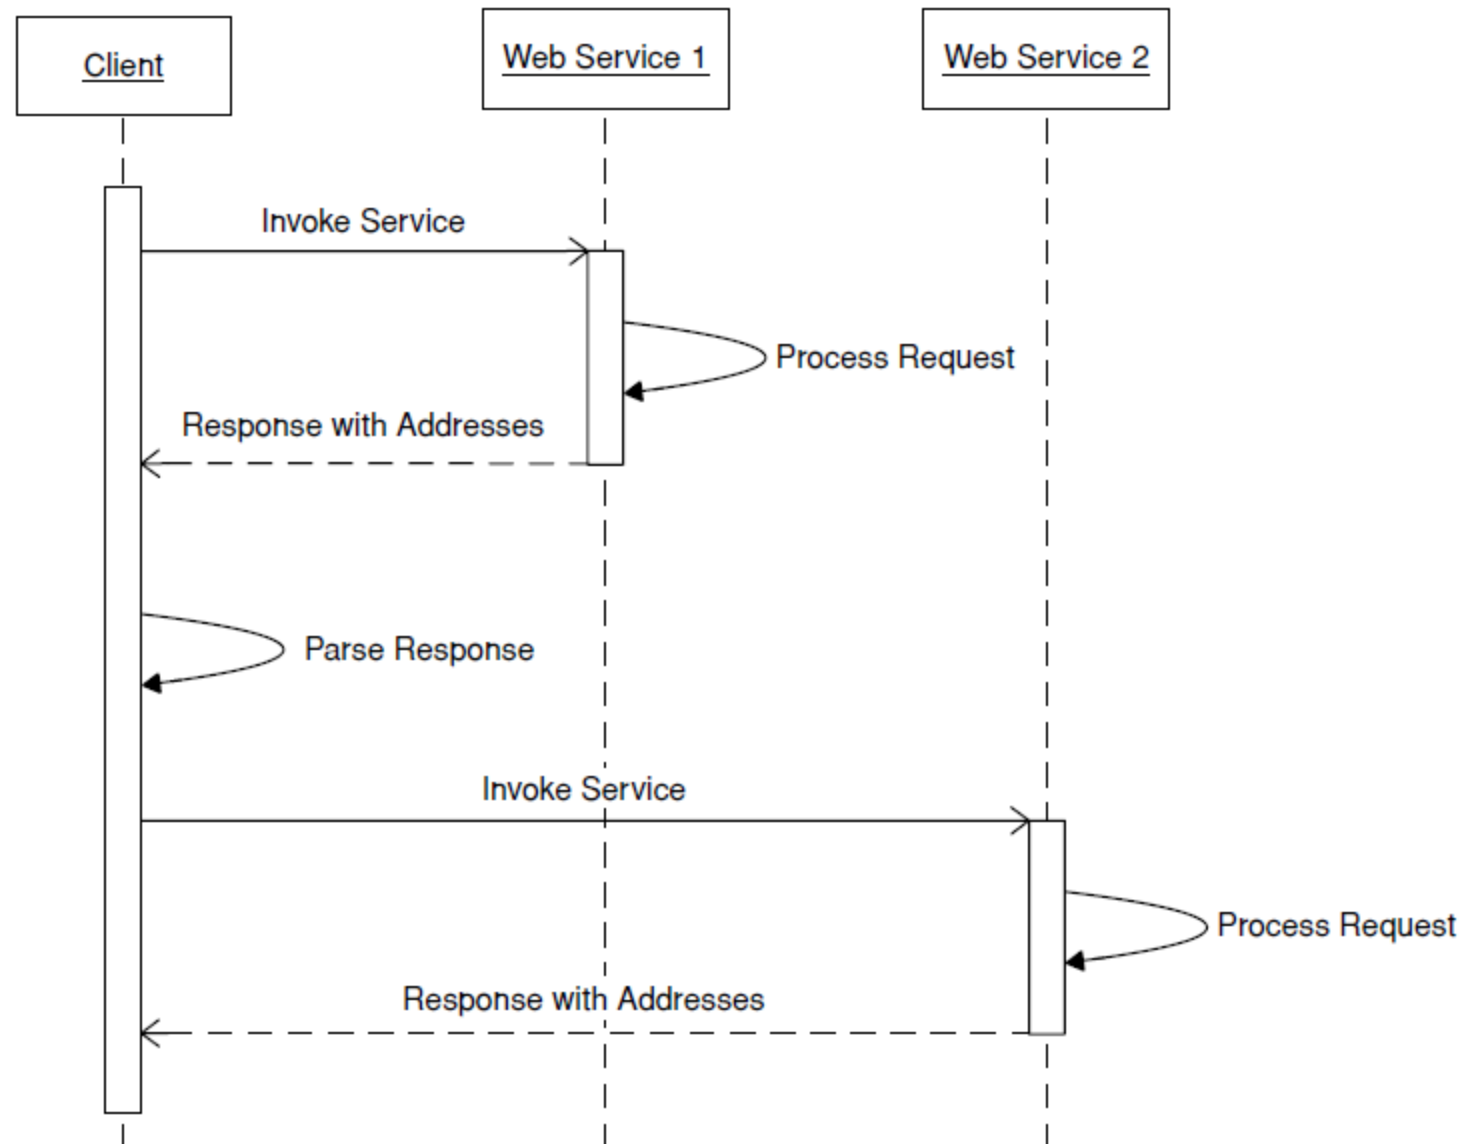 Client
Web Service 1
Web Service 2
Invoke Service
Process Request
Response with Addresses
Parse Response
Invoke Service
Process Request
Response with Addresses